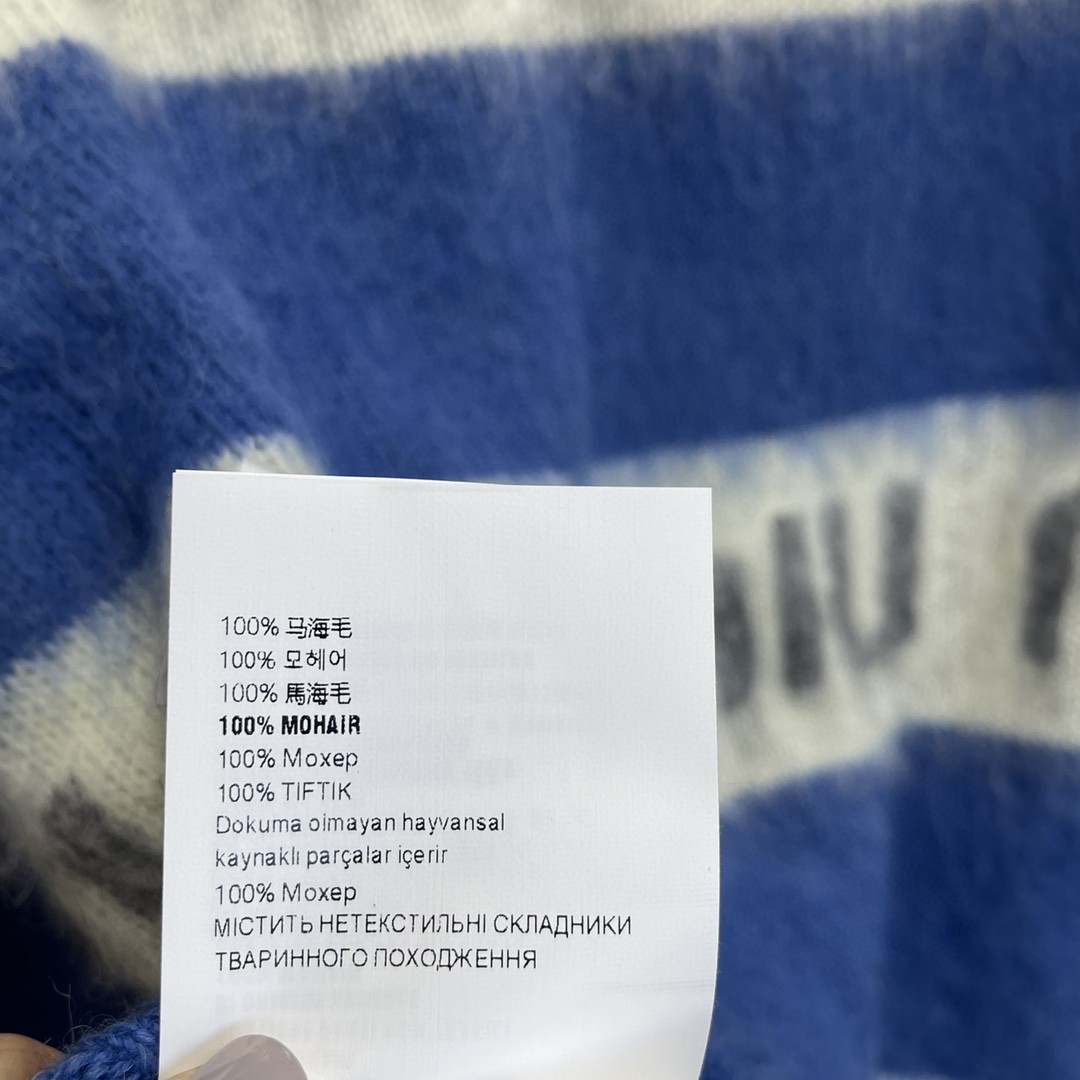 100% 马海毛
100% 모헤어
100% 馬海毛
100% MOHAIR
100% Мохер
100% TIFTIK
Dokuma olmayan hayvansal
kaynaklı parçalar içerir
100% Мохер
МІСТИТЬ НЕТЕКСТИЛЬНІ СКЛАДНИКИ
ТВАРИННОГО ПОХОДЖЕННЯ